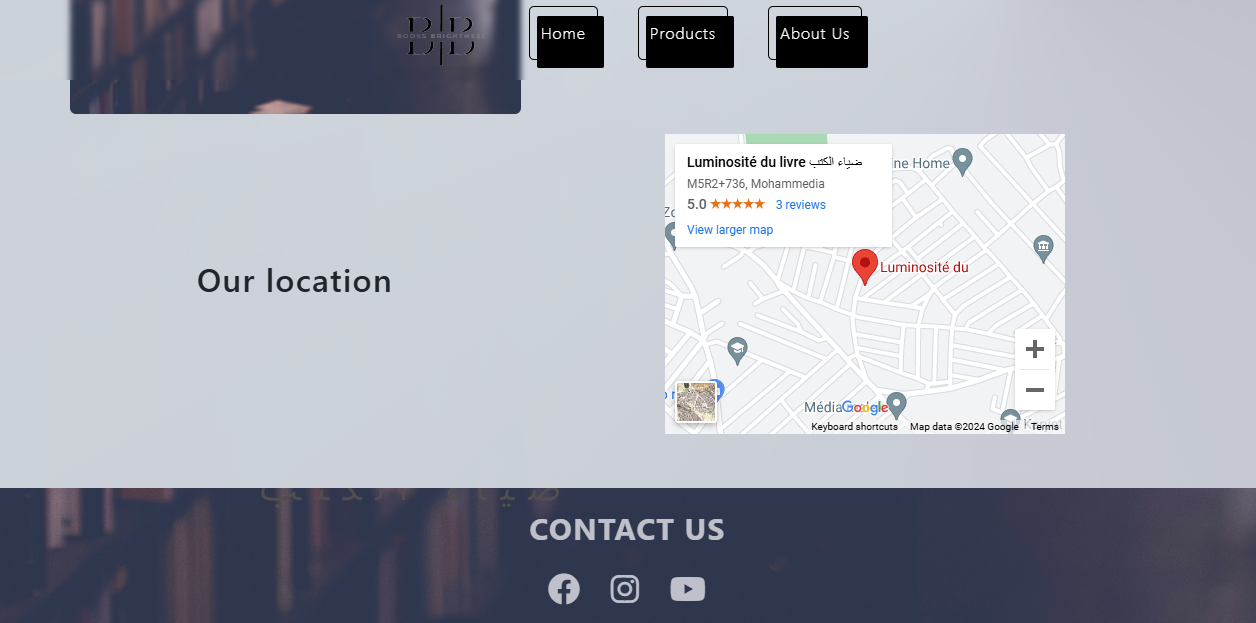 BB
BOOKS BRIGHTNESS
Home
Products
About Us
Our location
Luminosité du livre ضياء الكتب
M5R2+736, Mohammedia
5.0 ★★★★★ 3 reviews
View larger map
ine Home
Luminosité du
Média
Google
Keyboard shortcuts
Map data ©2024 Google
Terms
ضياء الكتب
CONTACT US